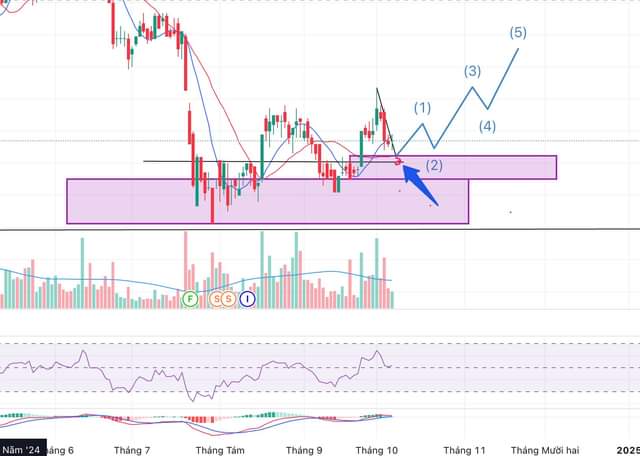 (5)
(3)
(1)
(4)
(2)
F
S
S
I
Năm '24
áng 6
Tháng 7
Tháng Tám
Tháng 9
Tháng 10
Tháng 11
Tháng Mười hai
2025